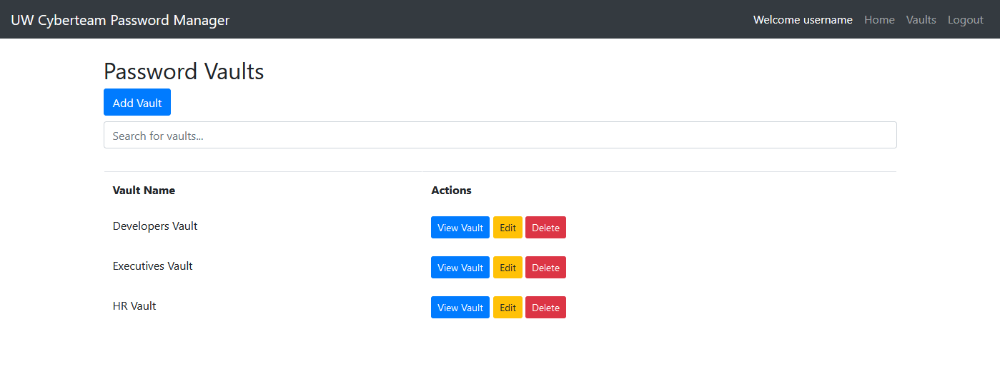 UW Cyberteam Password Manager Welcome username Home Vaults Logout
Password Vaults
Add Vault
Search for vaults...
Vault Name Actions
Developers Vault View Vault Edit Delete
Executives Vault View Vault Edit Delete
HR Vault View Vault Edit Delete